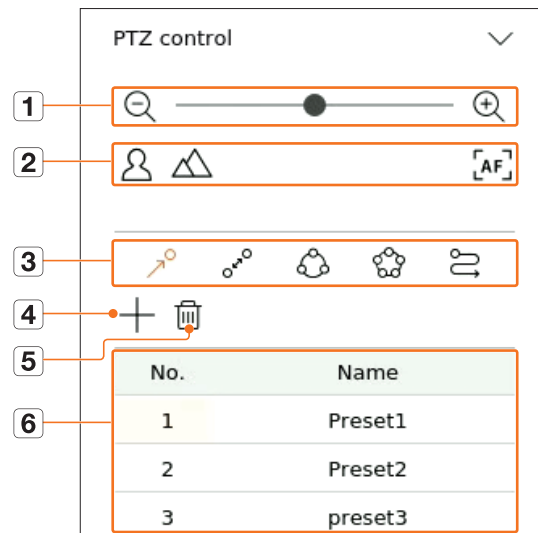 PTZ control
1
2
AF
3
4
5
6
No. Name
1 Preset1
2 Preset2
3 preset3